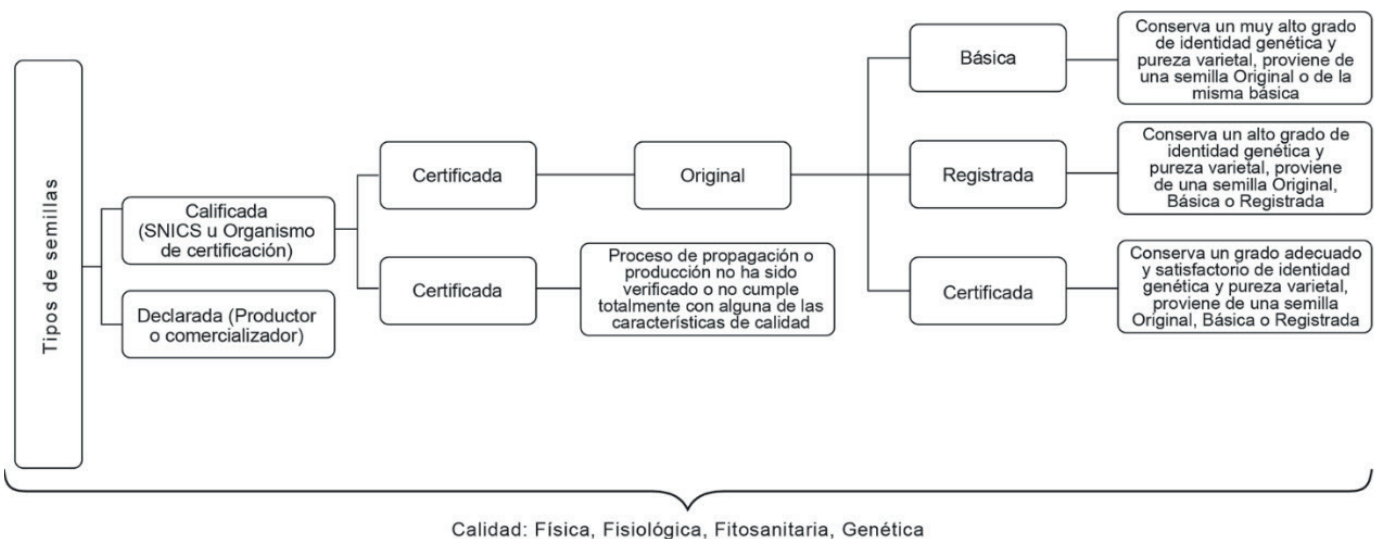 Tipos de semillas
Calificada
(SNICS u Organismo
de certificación)
Declarada (Productor
o comercializador)
Certificada
Certificada
Original
Proceso de propagación o
producción no ha sido
verificado o no cumple
totalmente con alguna de las
características de calidad
Básica
Registrada
Certificada
Conserva un muy alto grado
de identidad genética y
pureza varietal, proviene de
una semilla Original o de la
misma básica
Conserva un alto grado de
identidad genética y
pureza varietal, proviene
de una semilla Original,
Básica o Registrada
Conserva un grado adecuado
y satisfactorio de identidad
genética y pureza varietal,
proviene de una semilla
Original, Básica o Registrada
Calidad: Física, Fisiológica, Fitosanitaria, Genética